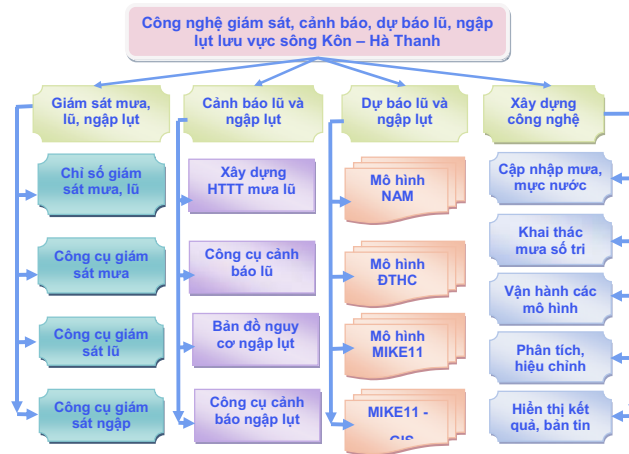 Công nghệ giám sát, cảnh báo, dự báo lũ, ngập
lụt lưu vực sông Kôn – Hà Thanh
Giám sát mưa,
lũ, ngập lụt
Chỉ số giám
sát mưa, lũ
Công cụ giám
sát mưa
Công cụ giám
sát lũ
Công cụ giám
sát ngập
Cảnh báo lũ và
ngập lụt
Xây dựng
HTTT mưa lũ
Công cụ cảnh
báo lũ
Bản đồ nguy
cơ ngập lụt
Công cụ cảnh
báo ngập lụt
Dự báo lũ và
ngập lụt
Mô hình
NAM
Mô hình
ĐTHC
Mô hình
MIKE11
MIKE11 -
Xây dựng
công nghệ
Cập nhập mưa,
mực nước
Khai thác
mưa số trị
Vận hành các
mô hình
Phân tích,
hiệu chỉnh
Hiển thị kết
quả, bản tin